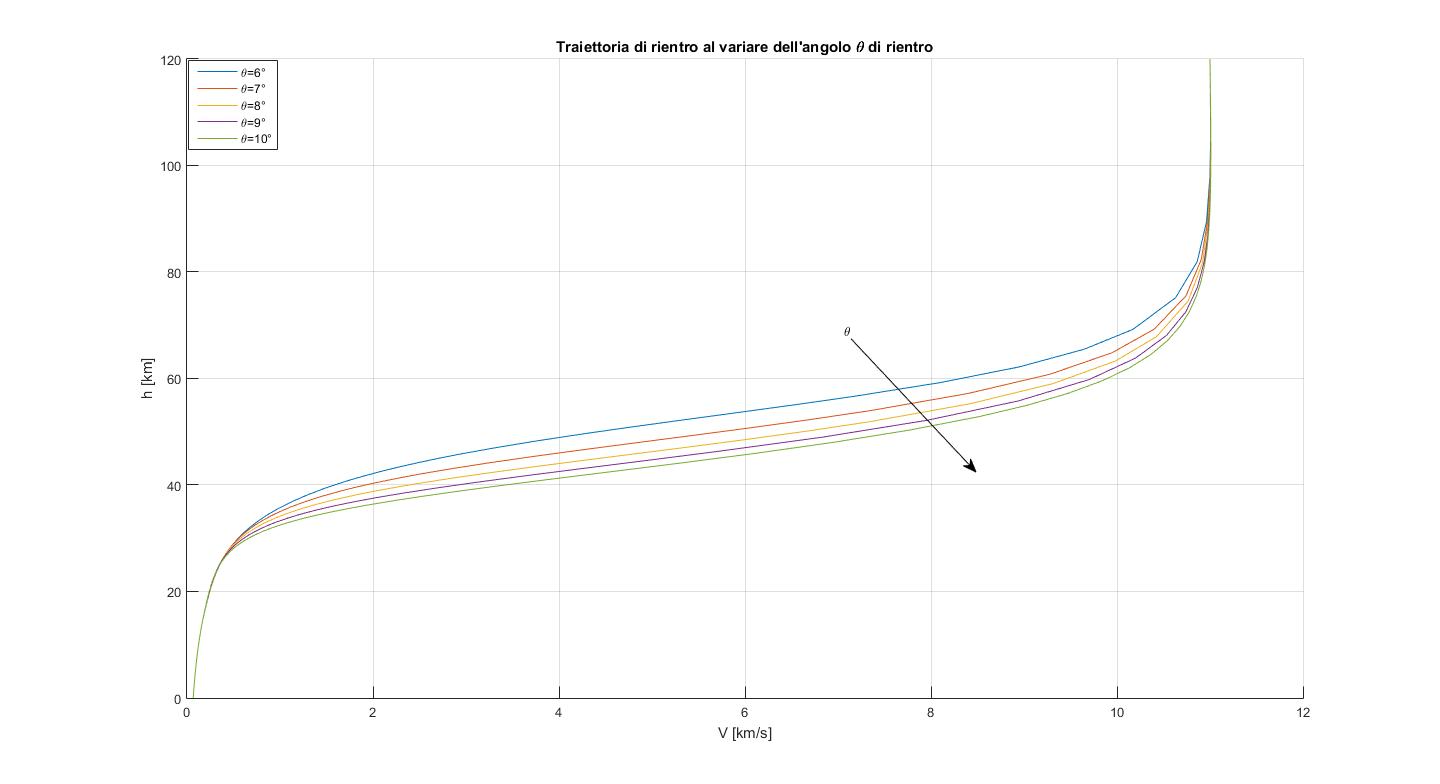 Traiettoria di rientro al variare dell'angolo θ di rientro
120
θ=6°
θ=7°
θ=8°
θ=9°
θ=10°
100
80
θ
h [km]
60
40
20
0
0 2 4 6 8 10 12
V [km/s]